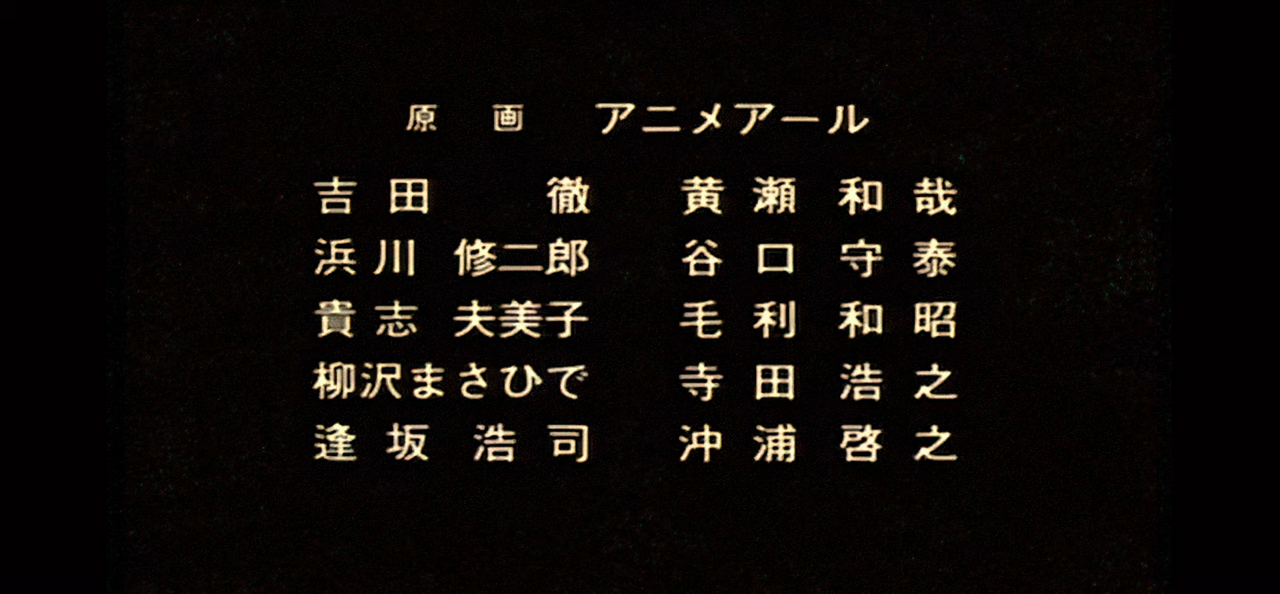 原画 アニメアール
吉田 徹 黄瀬和哉
浜川修二郎 谷口守泰
貴志夫美子 毛利和昭
柳沢まさひで 寺田浩之
逢坂浩司 沖浦啓之